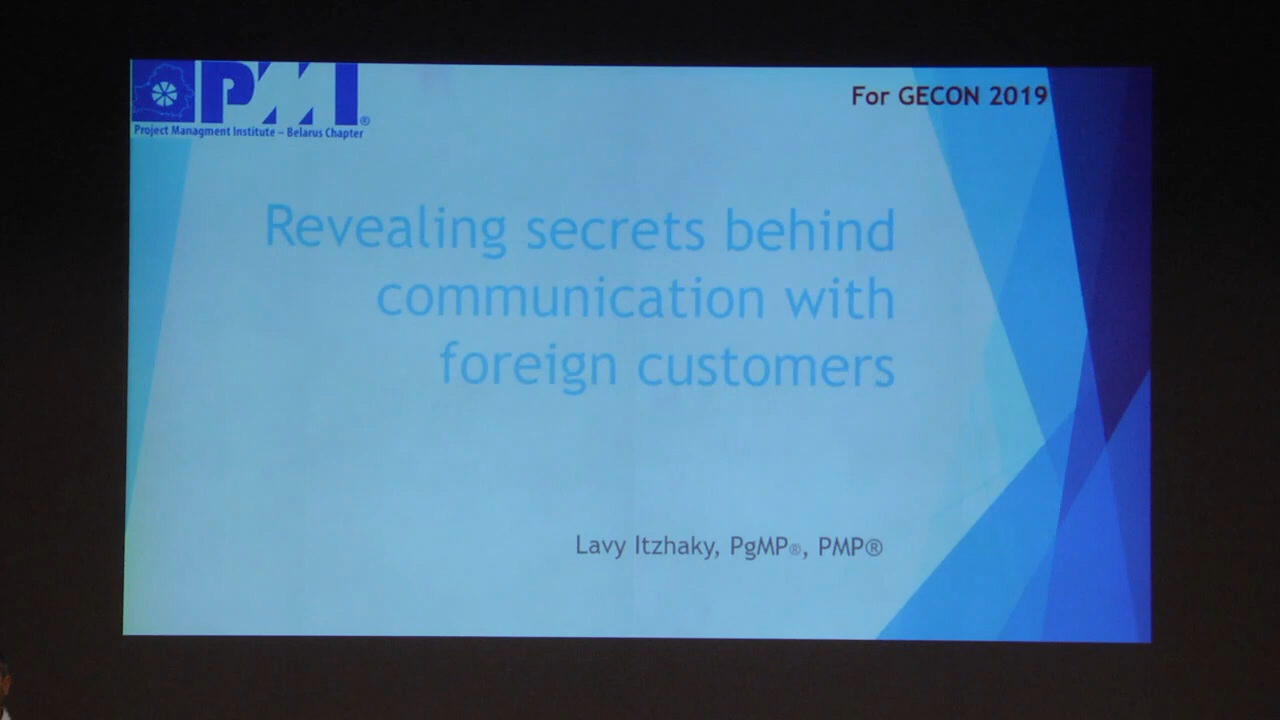 PMI®
Project Managment Institute – Belarus Chapter
For GECON 2019
Revealing secrets behind
communication with
foreign customers
Lavy Itzhaky, PgMP®, PMP®